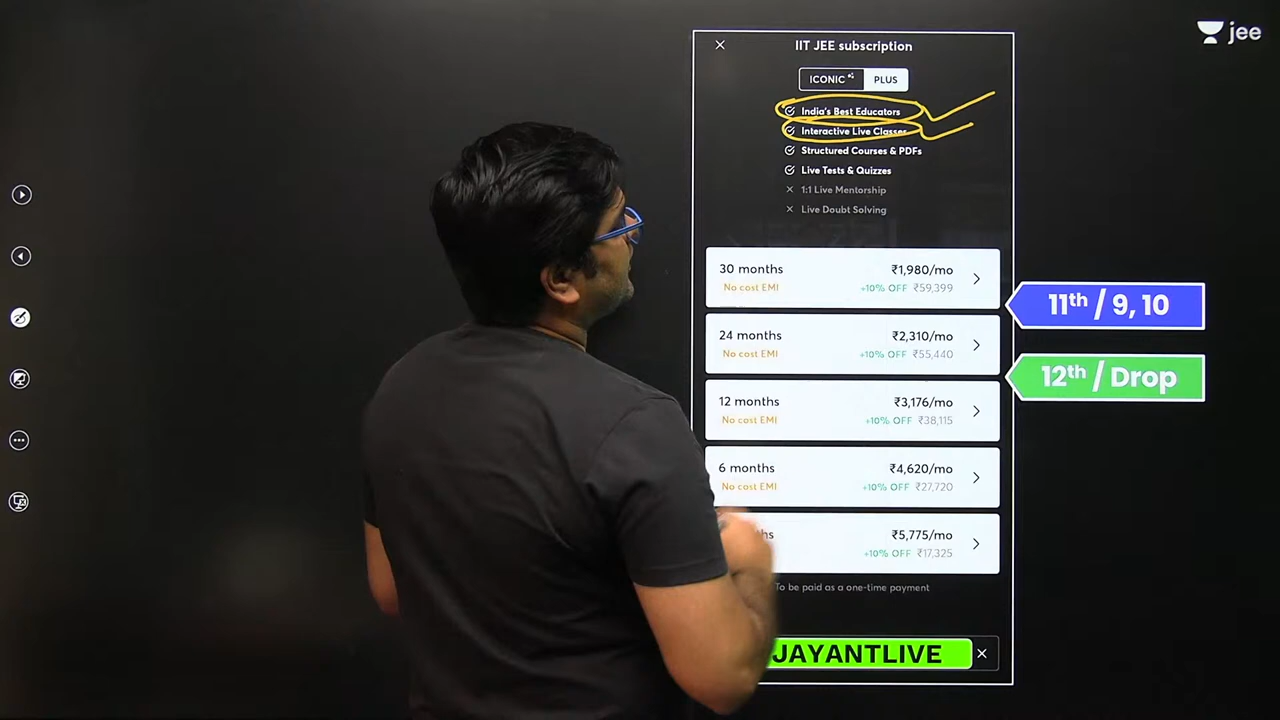 jee
IIT JEE subscription
ICONIC PLUS
India's Best Educators
Interactive Live Classes
Structured Courses & PDFs
Live Tests & Quizzes
1:1 Live Mentorship
Live Doubt Solving
30 months ₹1,980/mo
No cost EMI +10% OFF ₹59,399
11th / 9, 10
24 months ₹2,310/mo
No cost EMI +10% OFF ₹55,440
12th / Drop
12 months ₹3,176/mo
No cost EMI +10% OFF ₹38,115
6 months ₹4,620/mo
No cost EMI +10% OFF ₹27,720
₹5,775/mo
+10% OFF ₹17,325
To be paid as a one-time payment
JAYANTLIVE